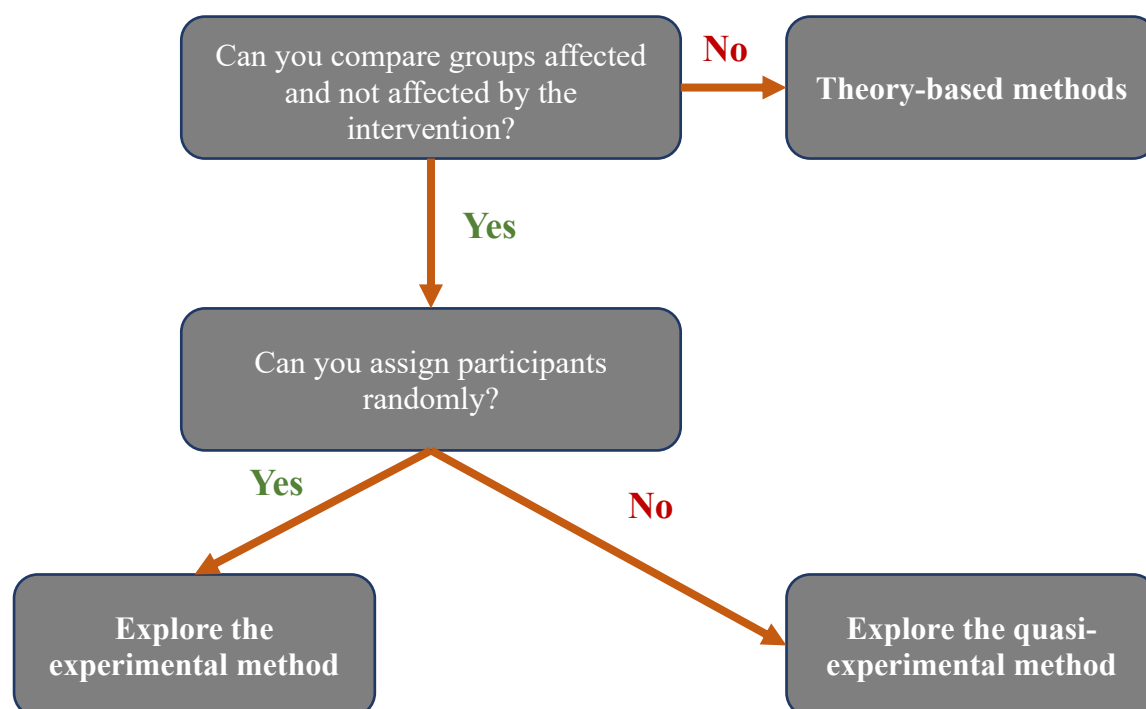 Can you compare groups affected
and not affected by the
intervention?
No
Theory-based methods
Yes
Can you assign participants
randomly?
Yes
No
Explore the
experimental method
Explore the quasi-
experimental method